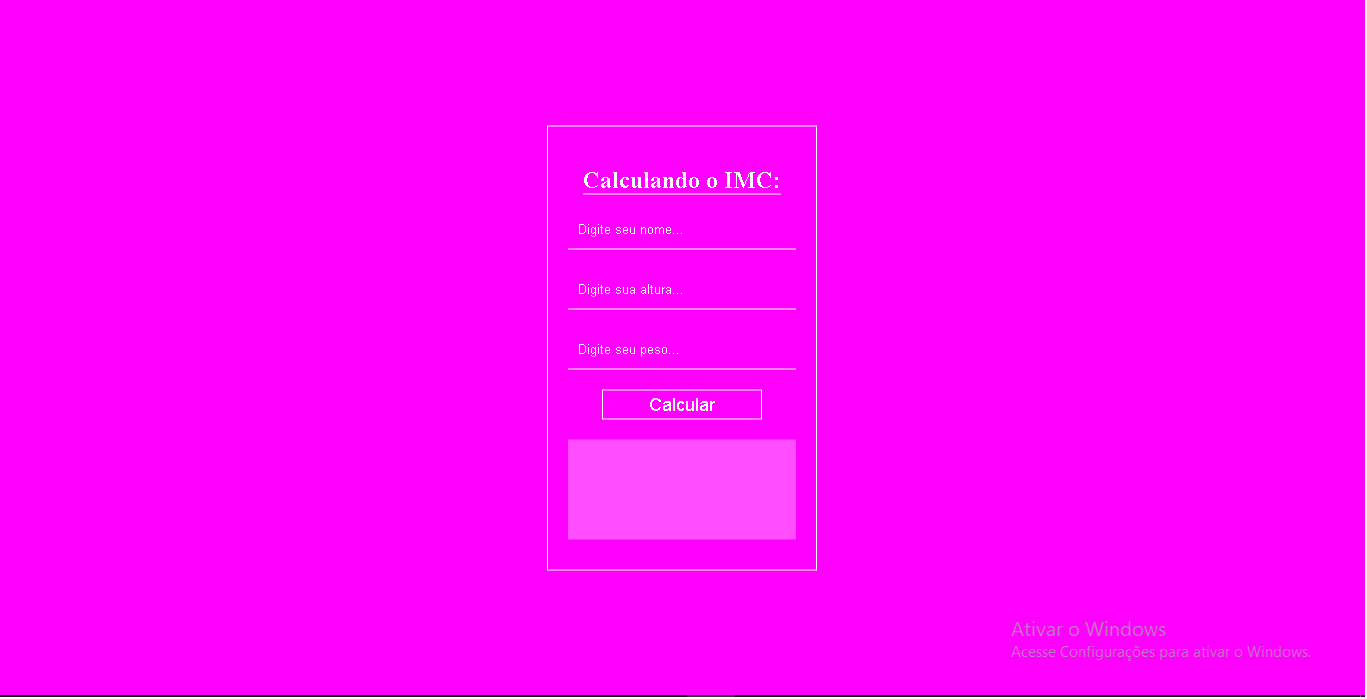 Calculando o IMC:
Digite seu nome...
Digite sua altura...
Digite seu peso...
Calcular
Ativar o Windows
Acesse Configurações para ativar o Windows.